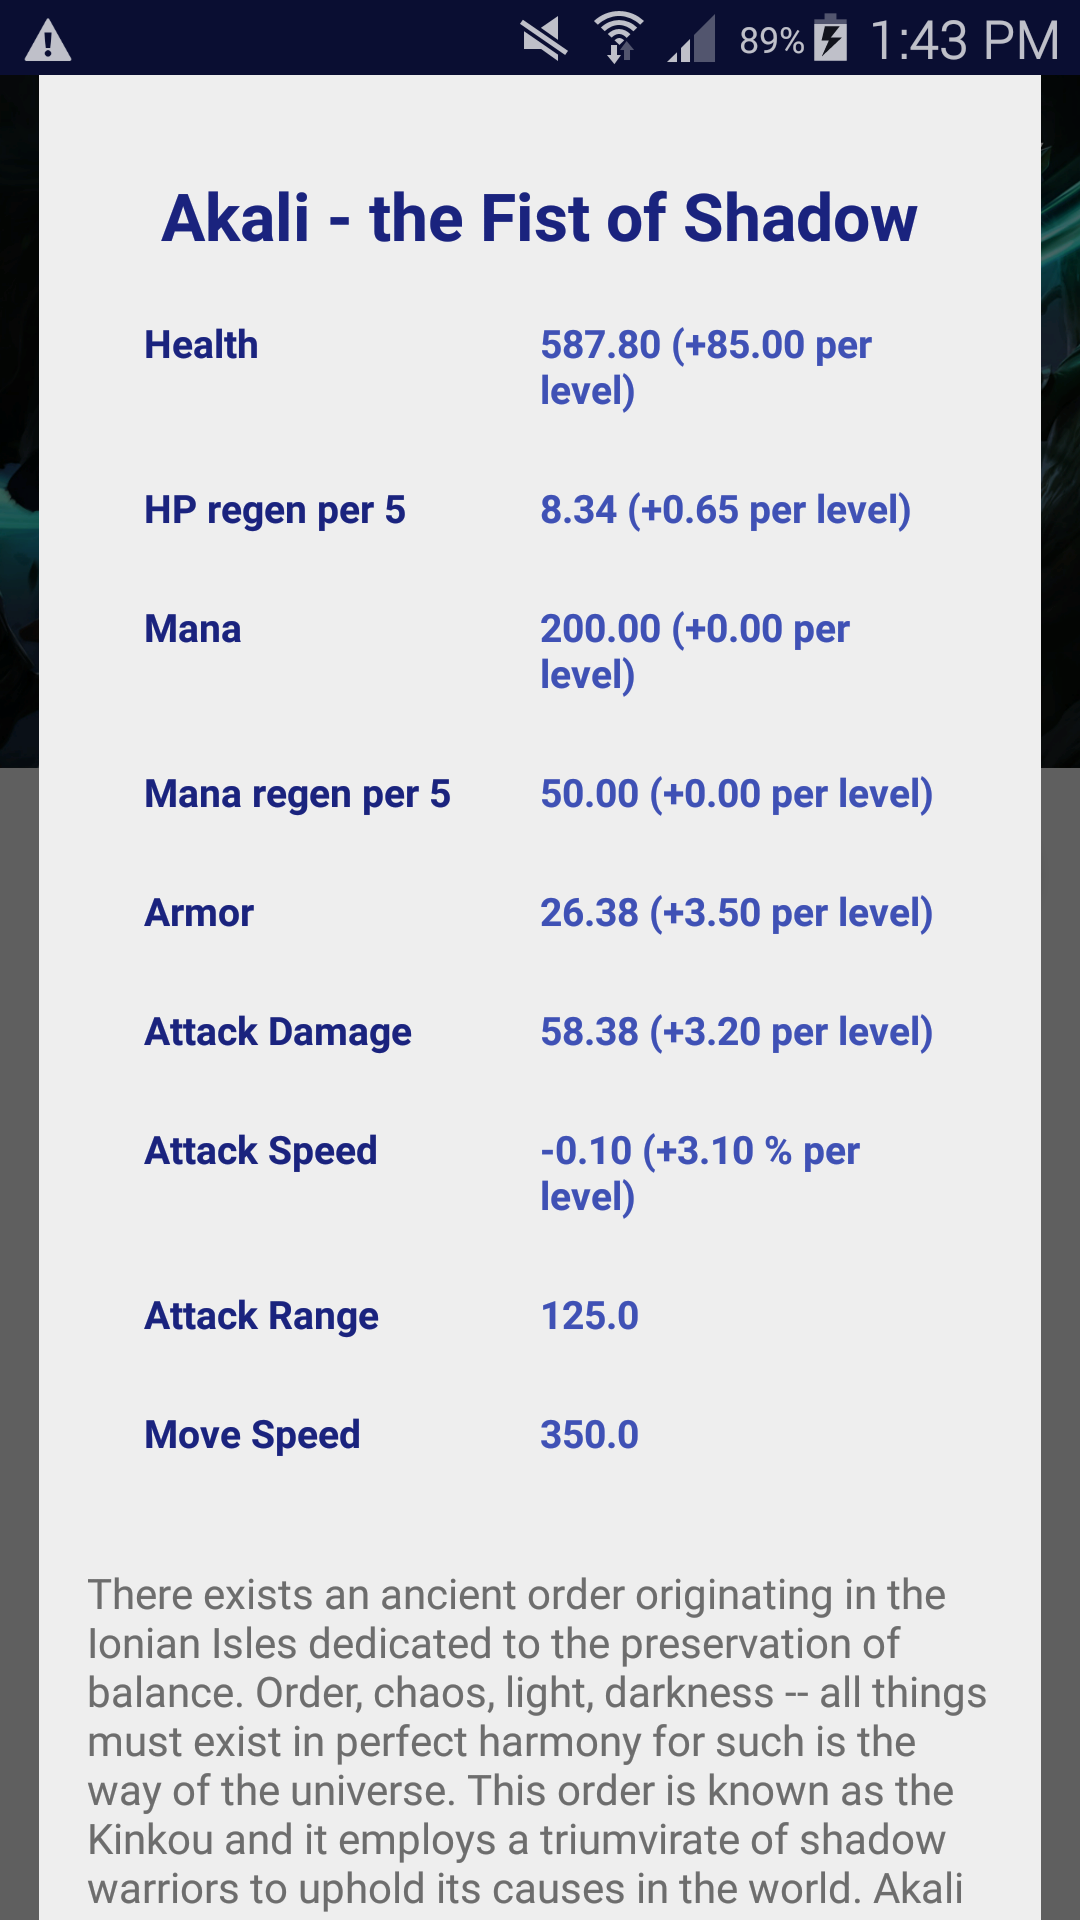 89% 1:43 PM
Akali - the Fist of Shadow
Health 587.80 (+85.00 per
level)
HP regen per 5 8.34 (+0.65 per level)
Mana 200.00 (+0.00 per
level)
Mana regen per 5 50.00 (+0.00 per level)
Armor 26.38 (+3.50 per level)
Attack Damage 58.38 (+3.20 per level)
Attack Speed -0.10 (+3.10 % per
level)
Attack Range 125.0
Move Speed 350.0
There exists an ancient order originating in the
Ionian Isles dedicated to the preservation of
balance. Order, chaos, light, darkness -- all things
must exist in perfect harmony for such is the
way of the universe. This order is known as the
Kinkou and it employs a triumvirate of shadow
warriors to uphold its causes in the world. Akali